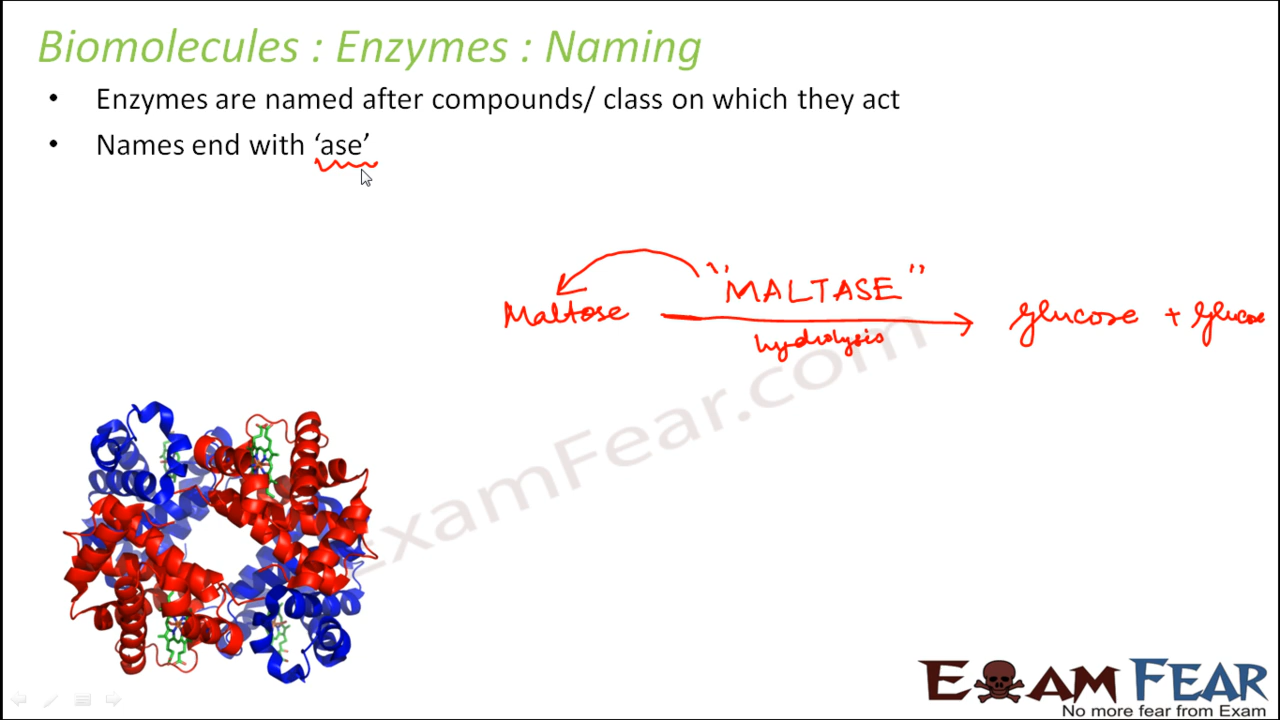 Biomolecules : Enzymes : Naming
• Enzymes are named after compounds/ class on which they act
• Names end with ‘ase’
"MALTASE"
Maltose → glucose + glucose
hydrolysis
ExamFear.com
EXAM FEAR
No more fear from Exam